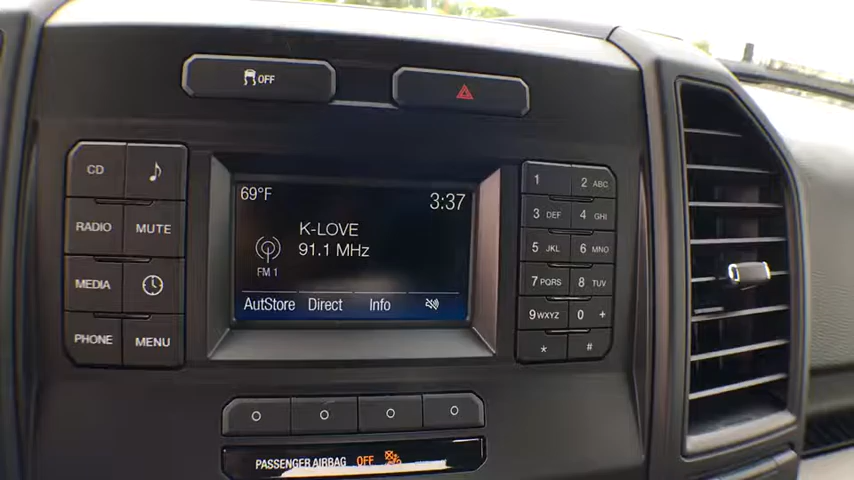 OFF
CD
RADIO
MUTE
MEDIA
PHONE
MENU
69°F
3:37
K-LOVE
91.1 MHz
FM 1
AutStore Direct Info
1
2 ABC
3 DEF
4 GHI
5 JKL
6 MNO
7 PQRS
8 TUV
9 WXYZ
0 +
*
#
PASSENGER AIRBAG OFF